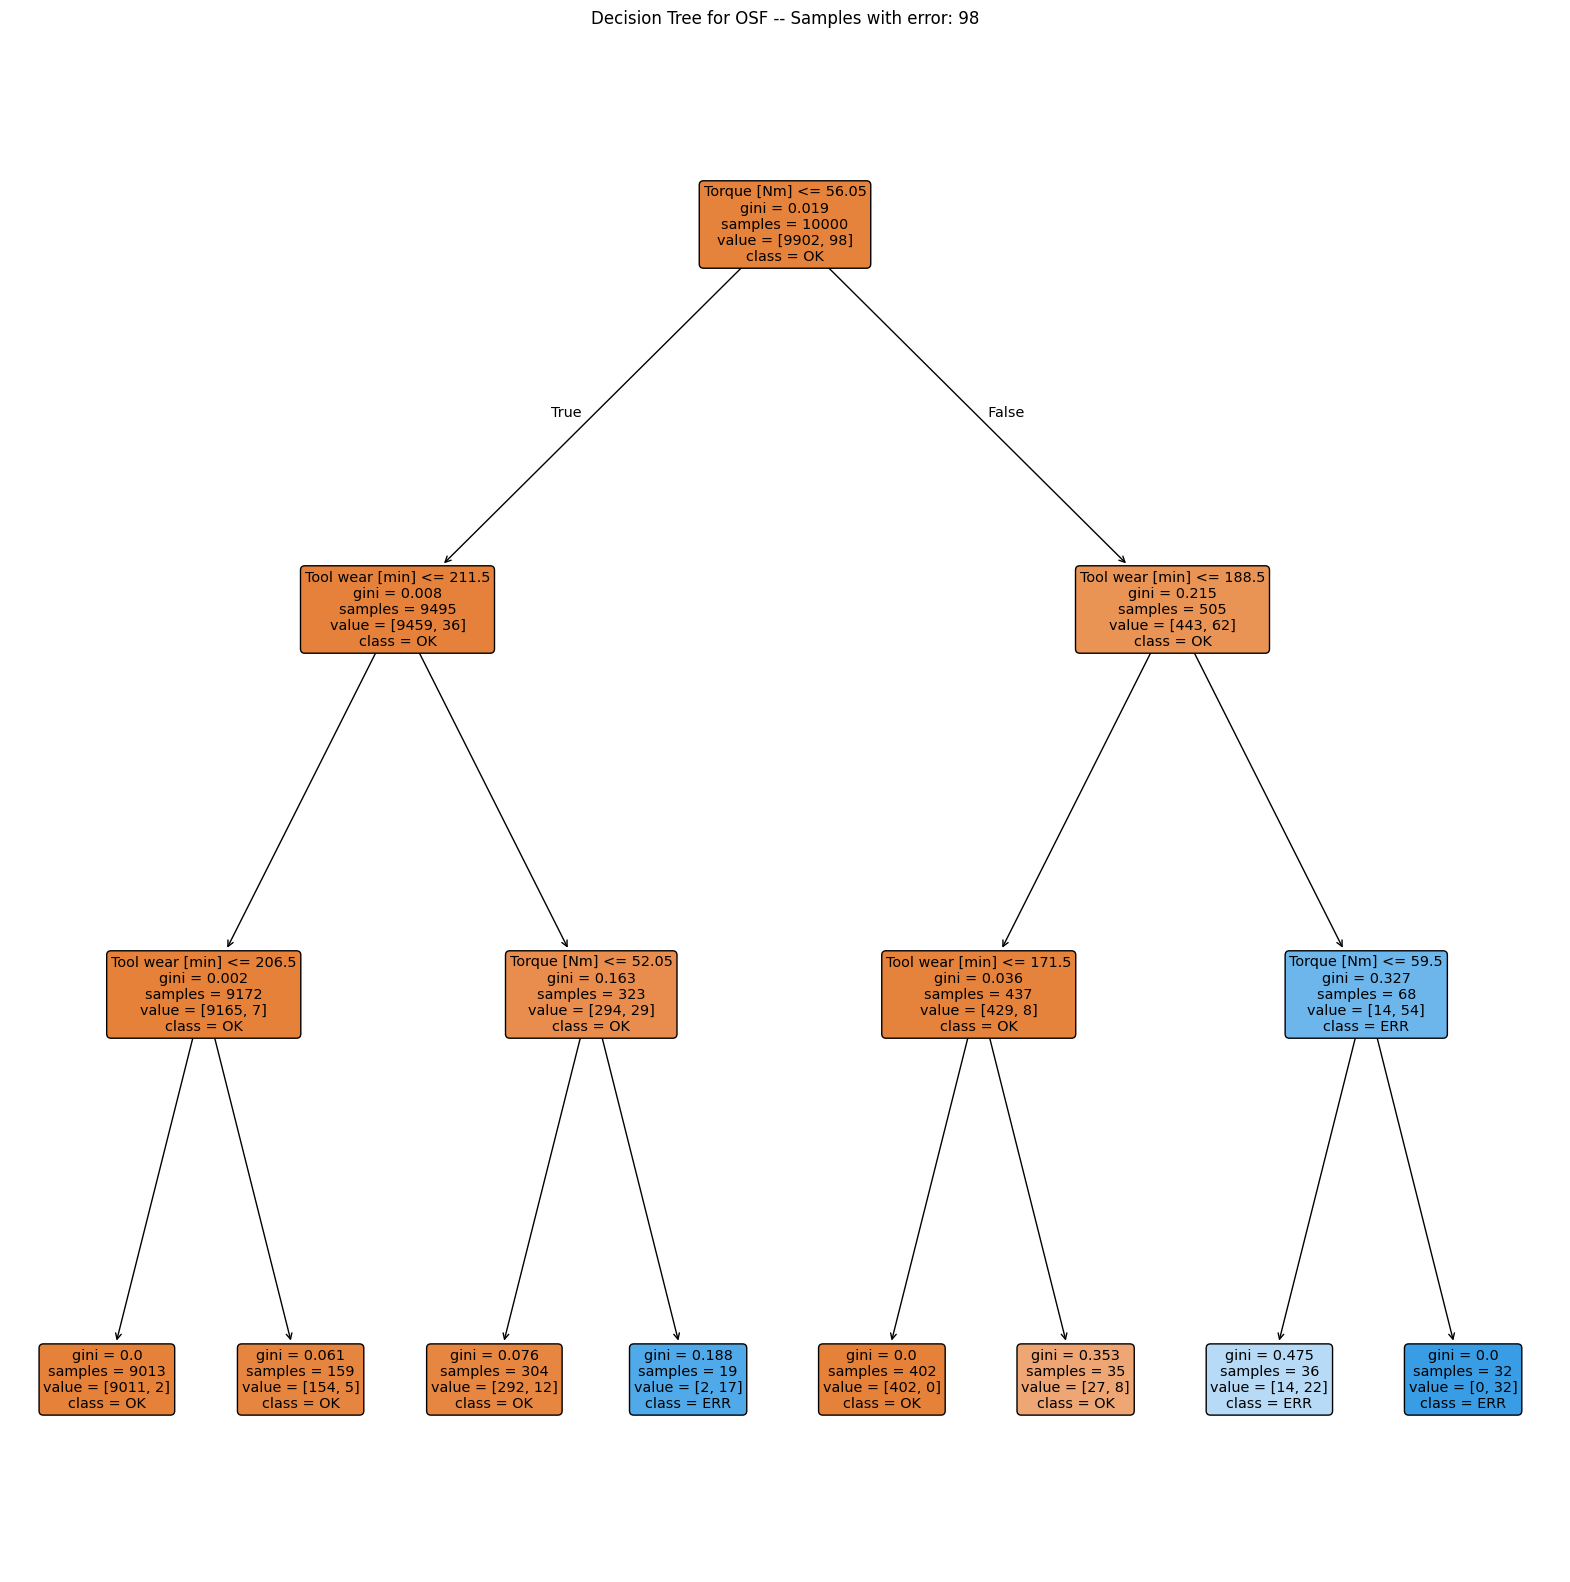 Decision Tree for OSF -- Samples with error: 98
Torque [Nm] <= 56.05
gini = 0.019
samples = 10000
value = [9902, 98]
class = OK
True
False
Tool wear [min] <= 211.5
gini = 0.008
samples = 9495
value = [9459, 36]
class = OK
Tool wear [min] <= 188.5
gini = 0.215
samples = 505
value = [443, 62]
class = OK
Tool wear [min] <= 206.5
gini = 0.002
samples = 9172
value = [9165, 7]
class = OK
Torque [Nm] <= 52.05
gini = 0.163
samples = 323
value = [294, 29]
class = OK
Tool wear [min] <= 171.5
gini = 0.036
samples = 437
value = [429, 8]
class = OK
Torque [Nm] <= 59.5
gini = 0.327
samples = 68
value = [14, 54]
class = ERR
gini = 0.0
samples = 9013
value = [9011, 2]
class = OK
gini = 0.061
samples = 159
value = [154, 5]
class = OK
gini = 0.076
samples = 304
value = [292, 12]
class = OK
gini = 0.188
samples = 19
value = [2, 17]
class = ERR
gini = 0.0
samples = 402
value = [402, 0]
class = OK
gini = 0.353
samples = 35
value = [27, 8]
class = OK
gini = 0.475
samples = 36
value = [14, 22]
class = ERR
gini = 0.0
samples = 32
value = [0, 32]
class = ERR